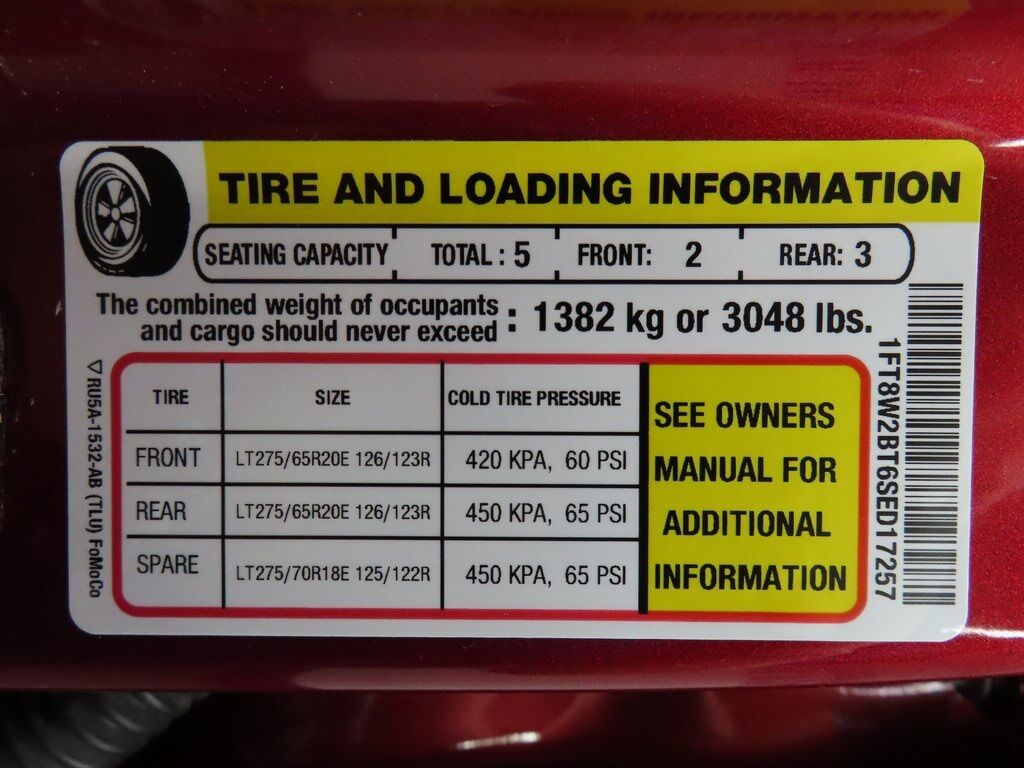 TIRE AND LOADING INFORMATION
SEATING CAPACITY TOTAL : 5 FRONT: 2 REAR: 3
The combined weight of occupants
and cargo should never exceed : 1382 kg or 3048 lbs.
TIRE SIZE COLD TIRE PRESSURE
FRONT LT275/65R20E 126/123R 420 KPA, 60 PSI
REAR LT275/65R20E 126/123R 450 KPA, 65 PSI
SPARE LT275/70R18E 125/122R 450 KPA, 65 PSI
SEE OWNERS
MANUAL FOR
ADDITIONAL
INFORMATION
1FT8W2BT6SED17257
RU5A-1532-AB (TLU) FoMoCo